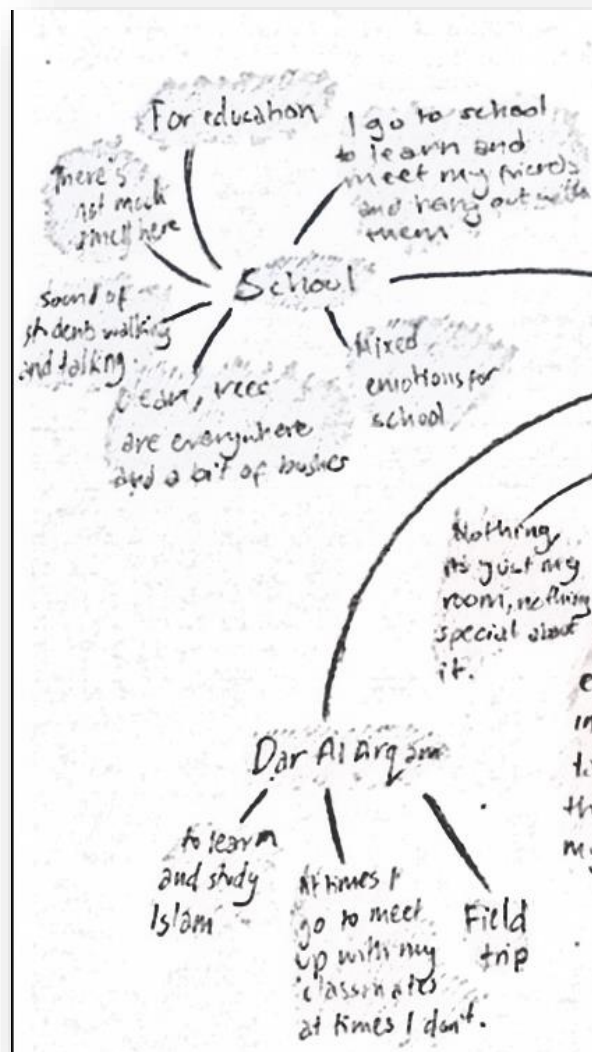 For education
I go to school
to learn and
meet my friends
and hang out with
them
There's
not much
smell here
School
sound of
students walking
and talking.
Mixed
emotions for
school
Clean, trees
are everywhere
and a bit of bushes
Nothing,
its just my
room, nothing
special about
it.
Dar Al Arqam
to learn
and study
Islam
At times I
go to meet
up with my
classmates
at times I don't.
Field
trip
my